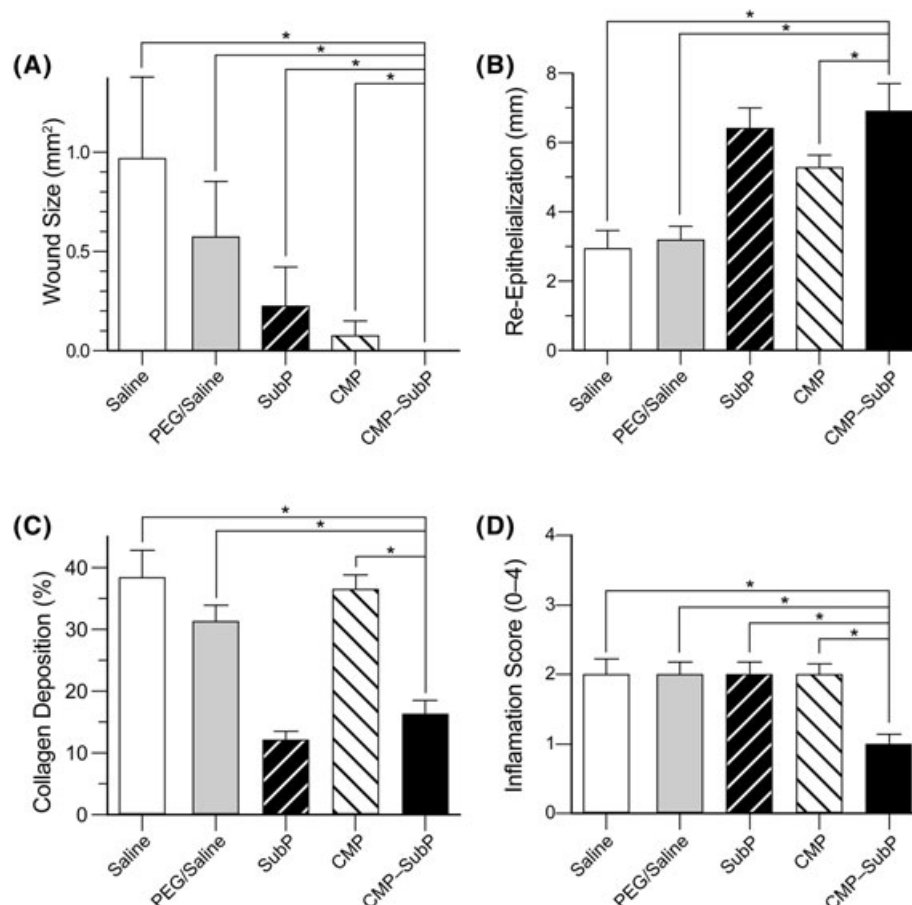 (A)
Wound Size (mm²)
1.0
0.5
0.0
* 
*
*
*
Saline
PEG/Saline
SubP
CMP
CMP–SubP
(B)
Re-Epithelialization (mm)
8
6
4
2
0
*
*
*
Saline
PEG/Saline
SubP
CMP
CMP–SubP
(C)
Collagen Deposition (%)
40
30
20
10
0
*
*
*
Saline
PEG/Saline
SubP
CMP
CMP–SubP
(D)
Inflamation Score (0–4)
4
3
2
1
0
*
*
*
*
Saline
PEG/Saline
SubP
CMP
CMP–SubP